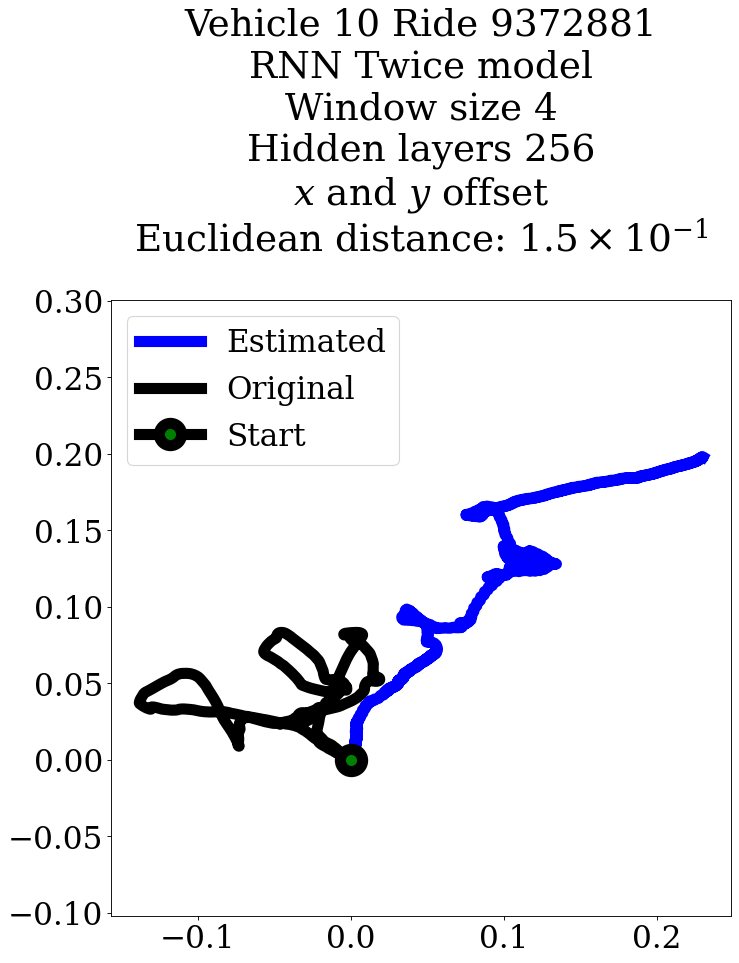 Vehicle 10 Ride 9372881
RNN Twice model
Window size 4
Hidden layers 256
x and y offset
Euclidean distance: 1.5 × 10⁻¹
0.30
Estimated
0.25
Original
Start
0.20
0.15
0.10
0.05
0.00
−0.05
−0.10
−0.1 0.0 0.1 0.2